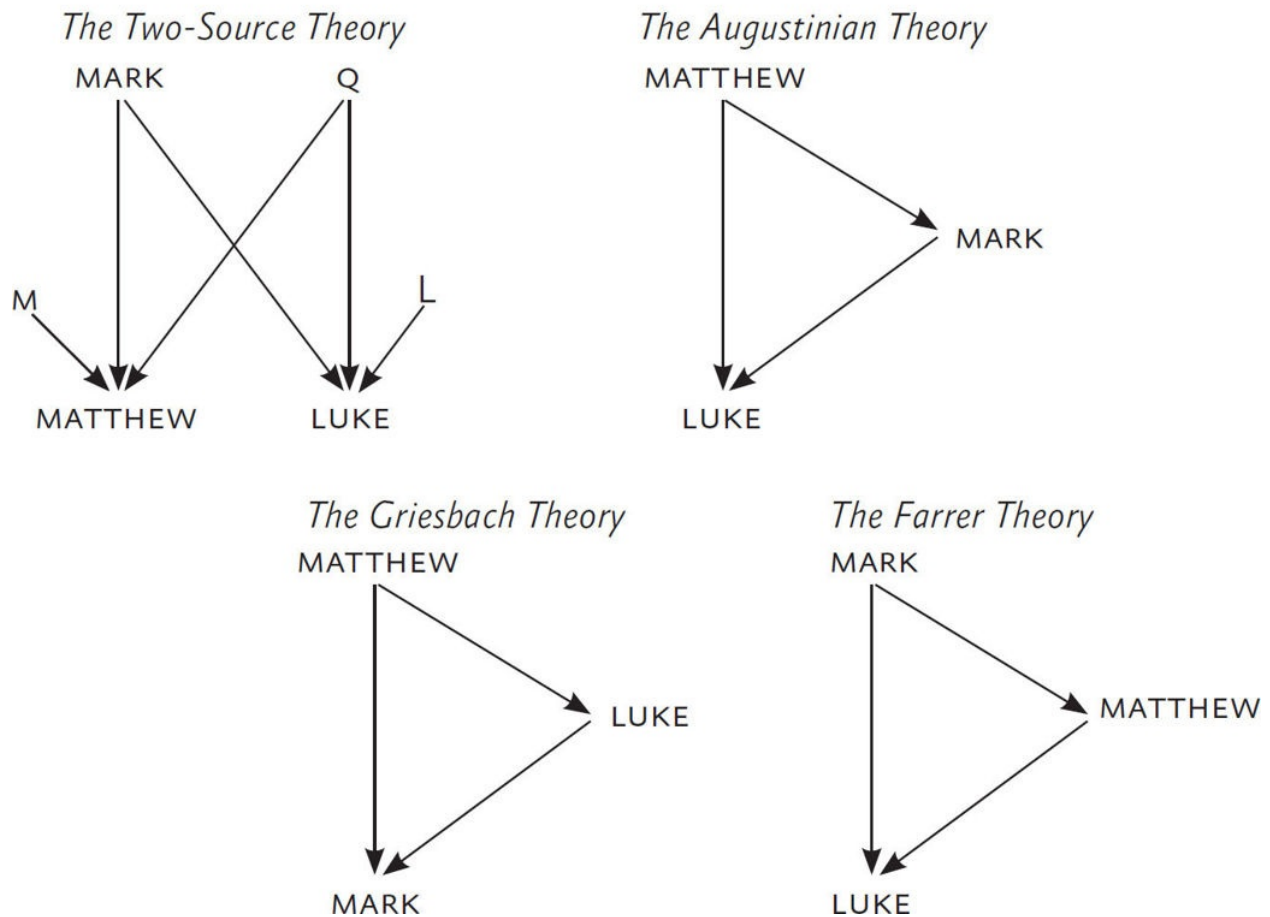 The Two-Source Theory
MARK
Q
M
L
MATTHEW
LUKE
The Augustinian Theory
MATTHEW
MARK
LUKE
The Griesbach Theory
MATTHEW
LUKE
MARK
The Farrer Theory
MARK
MATTHEW
LUKE